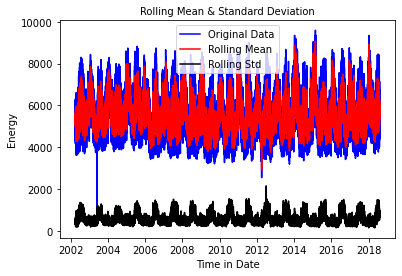 Rolling Mean & Standard Deviation
Original Data
Rolling Mean
Rolling Std
10000
8000
6000
4000
2000
0
Energy
2002 2004 2006 2008 2010 2012 2014 2016 2018
Time in Date